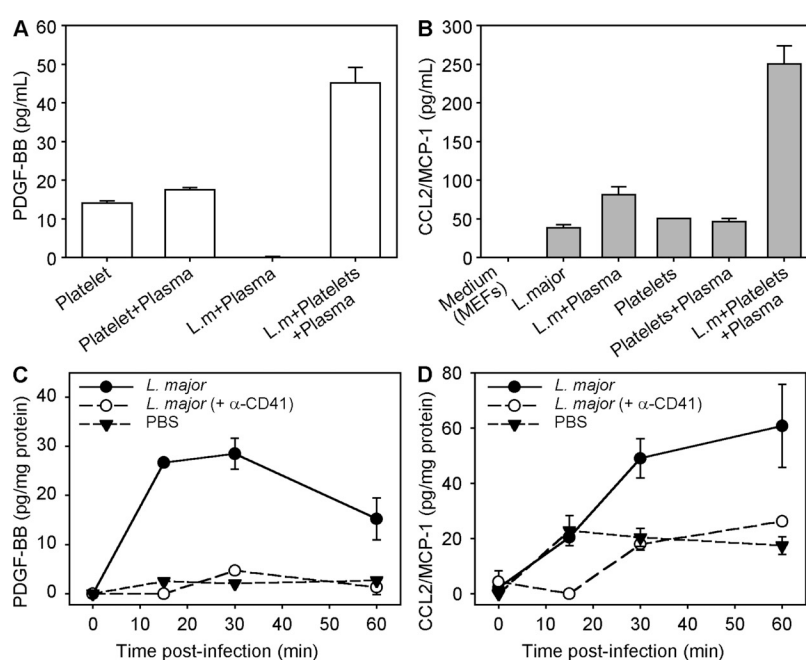 A
PDGF-BB (pg/mL)
60
50
40
30
20
10
0
Platelet
Platelet+Plasma
L.m+Plasma
L.m+Platelets
+Plasma
B
CCL2/MCP-1
(pg/mL)
300
250
200
150
100
50
0
Medium
(MEFs)
L.major
L.m+Plasma
Platelets
Platelets+Plasma
L.m+Platelets
+Plasma
C
PDGF-BB (pg/mg protein)
40
30
20
10
0
L. major
L. major (+ α-CD41)
PBS
0 10 20 30 40 50 60
Time post-infection (min)
D
CCL2/MCP-1 (pg/mg protein)
80
60
40
20
0
L. major
L. major (+ α-CD41)
PBS
0 10 20 30 40 50 60
Time post-infection (min)